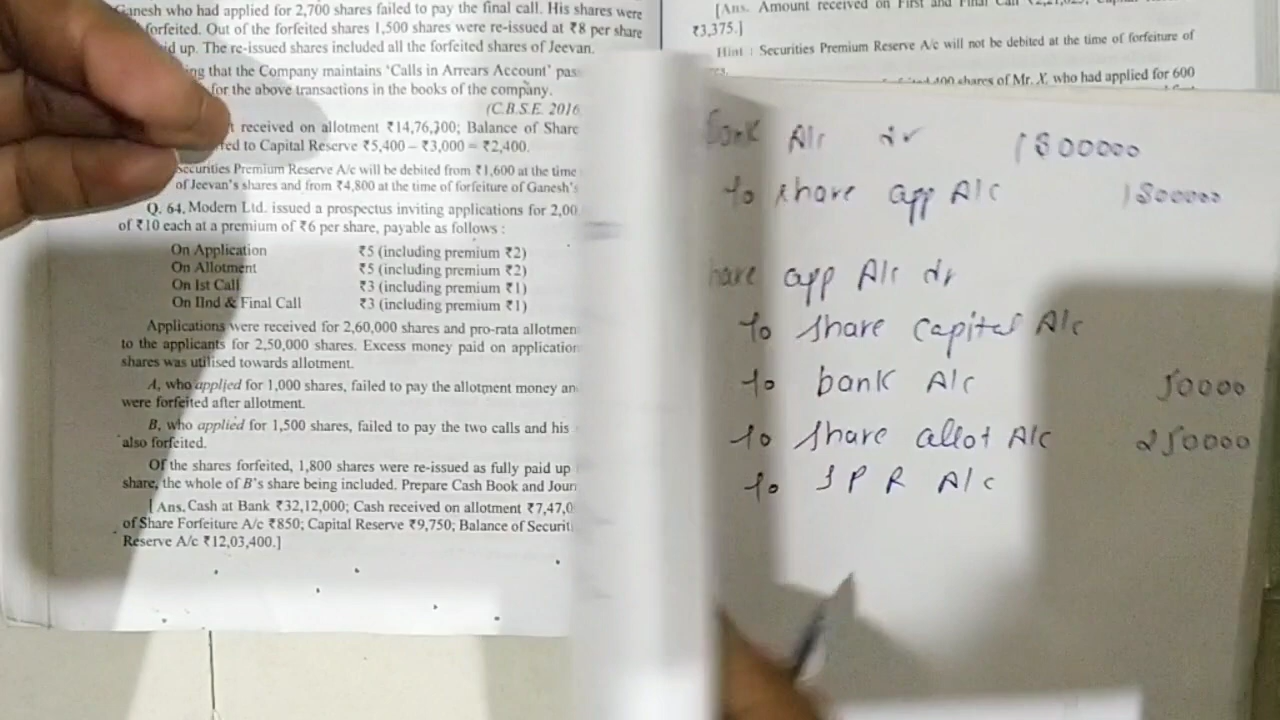 Ganesh who had applied for 2,700 shares failed to pay the final call. His shares were
forfeited. Out of the forfeited shares 1,500 shares were re-issued at ₹8 per share
up. The re-issued shares included all the forfeited shares of Jeevan.
that the Company maintains 'Calls in Arrears Account'
for the above transactions in the books of the company.
(C.B.S.E. 2016
received on allotment ₹14,76,300; Balance of Share
to Capital Reserve ₹5,400 – ₹3,000 = ₹2,400.
Securities Premium Reserve A/c will be debited from ₹1,600 at the time
of Jeevan's shares and from ₹4,800 at the time of forfeiture of Ganesh's
Q. 64. Modern Ltd. issued a prospectus inviting applications for 2,00
of ₹10 each at a premium of ₹6 per share, payable as follows :
On Application ₹5 (including premium ₹2)
On Allotment ₹5 (including premium ₹2)
On Ist Call ₹3 (including premium ₹1)
On IInd & Final Call ₹3 (including premium ₹1)
Applications were received for 2,60,000 shares and pro-rata allotmen
to the applicants for 2,50,000 shares. Excess money paid on application
shares was utilised towards allotment.
A, who applied for 1,000 shares, failed to pay the allotment money an
were forfeited after allotment.
B, who applied for 1,500 shares, failed to pay the two calls and his
also forfeited.
Of the shares forfeited, 1,800 shares were re-issued as fully paid up
share, the whole of B's share being included. Prepare Cash Book and Jour
[Ans. Cash at Bank ₹32,12,000; Cash received on allotment ₹7,47,0
of Share Forfeiture A/c ₹850; Capital Reserve ₹9,750; Balance of Securit
Reserve A/c ₹12,03,400.]
[Ans. Amount received on First and Final Call
₹3,375.]
Hint : Securities Premium Reserve A/c will not be debited at the time of forfeiture of
400 shares of Mr. X, who had applied for 600
Bank A/c dr 1300000
To share app A/c 1300000
hare app A/c dr
To share capital A/c
To bank A/c 50000
To share allot A/c 250000
To S P R A/c